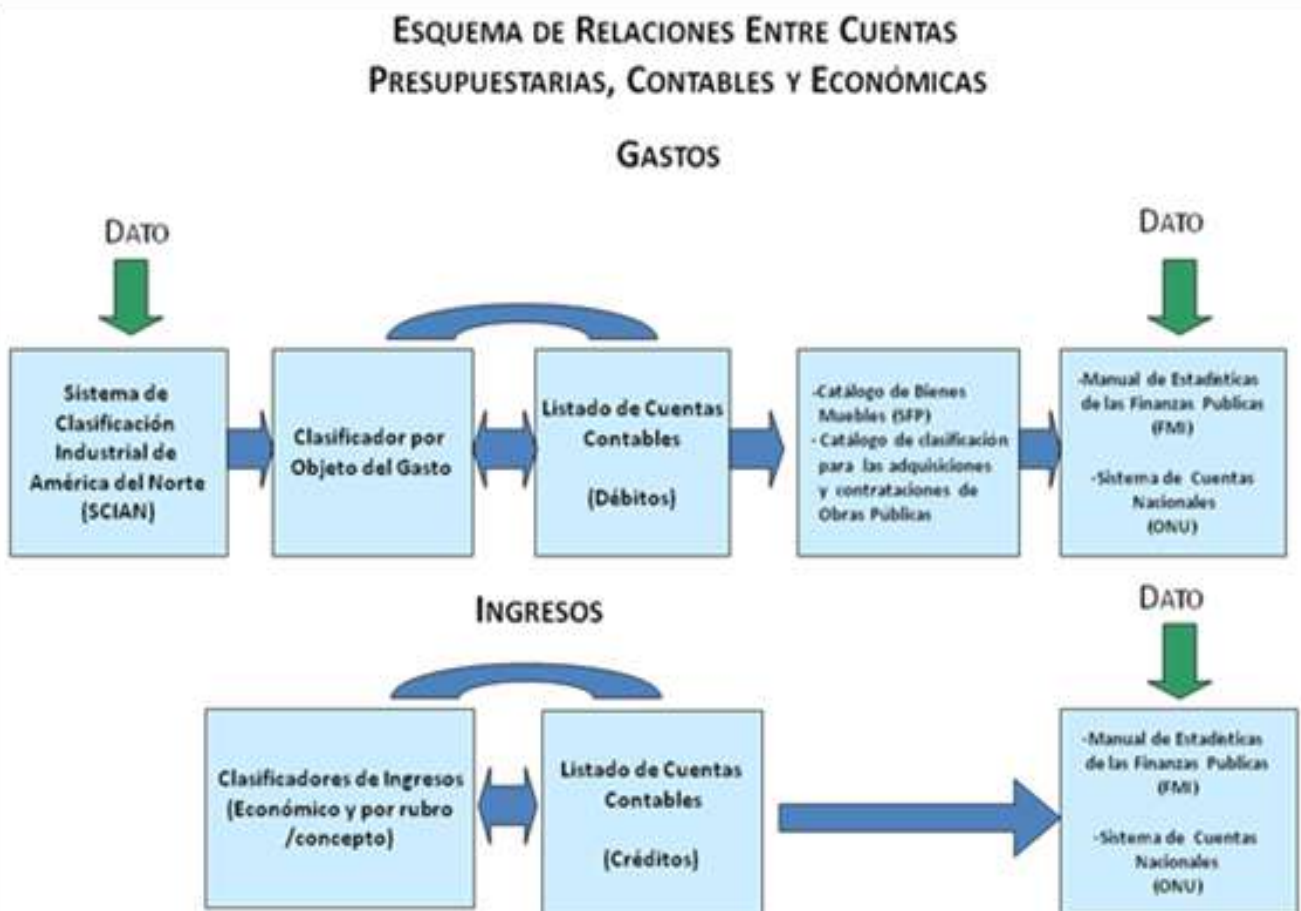 ESQUEMA DE RELACIONES ENTRE CUENTAS
PRESUPUESTARIAS, CONTABLES Y ECONÓMICAS
GASTOS
DATO
DATO
Sistema de
Clasificación
Industrial de
América del Norte
(SCIAN)
Clasificador por
Objeto del Gasto
Listado de Cuentas
Contables
(Débitos)
-Catálogo de Bienes
Muebles (SFP)
- Catálogo de clasificación
para las adquisiciones
y contrataciones de
Obras Públicas
-Manual de Estadísticas
de las Finanzas Publicas
(FMI)
-Sistema de Cuentas
Nacionales
(ONU)
INGRESOS
DATO
Clasificadores de Ingresos
(Económico y por rubro
/concepto)
Listado de Cuentas
Contables
(Créditos)
-Manual de Estadísticas
de las Finanzas Publicas
(FMI)
-Sistema de Cuentas
Nacionales
(ONU)